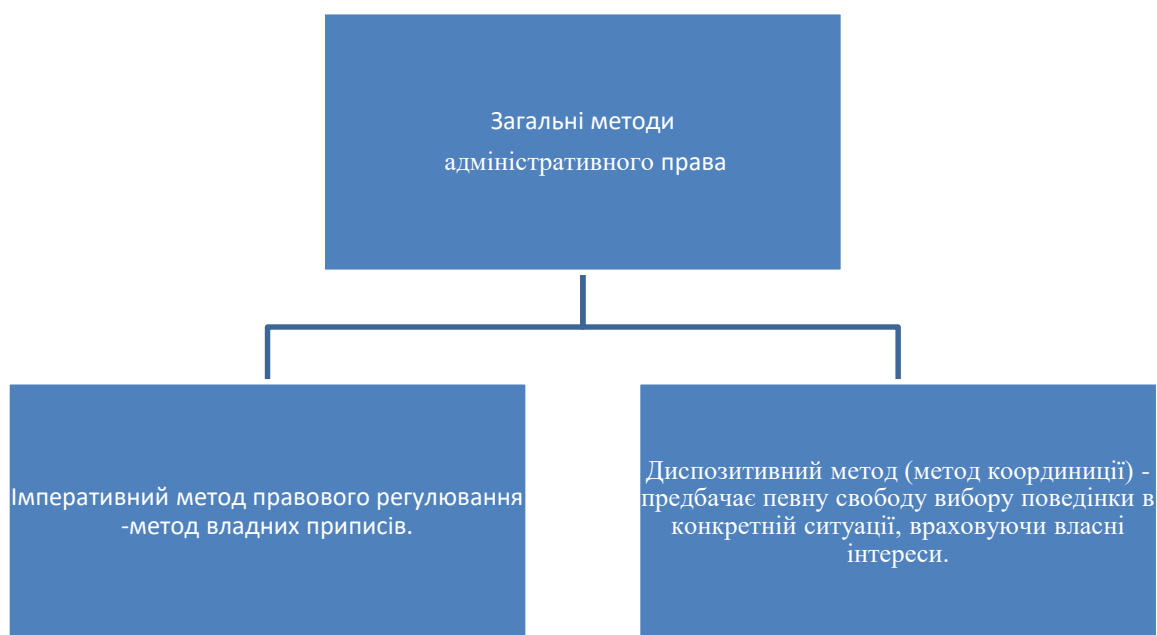 Загальні методи
адміністративного права
Імперативний метод правового регулювання
-метод владних приписів.
Диспозитивний метод (метод координиції) -
предбачає певну свободу вибору поведінки в
конкретній ситуації, враховуючи власні
інтереси.